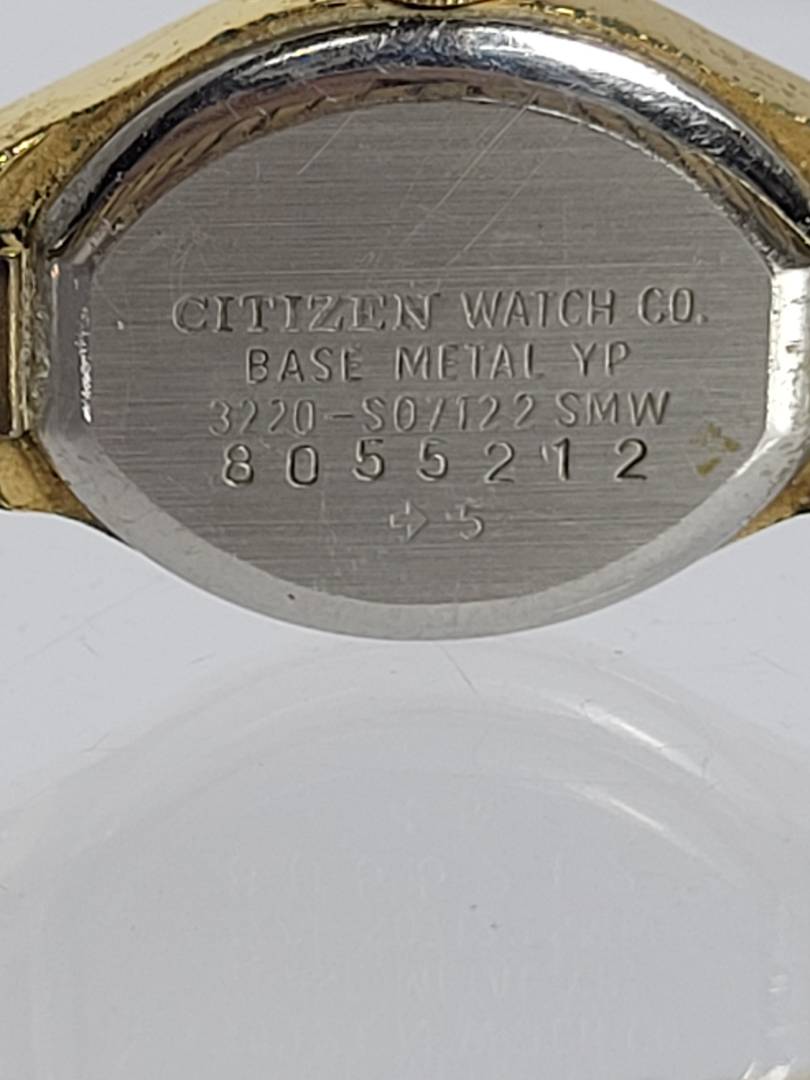 CITIZEN WATCH CO.
BASE METAL YP
3220-S07122 SMW
8055212
5